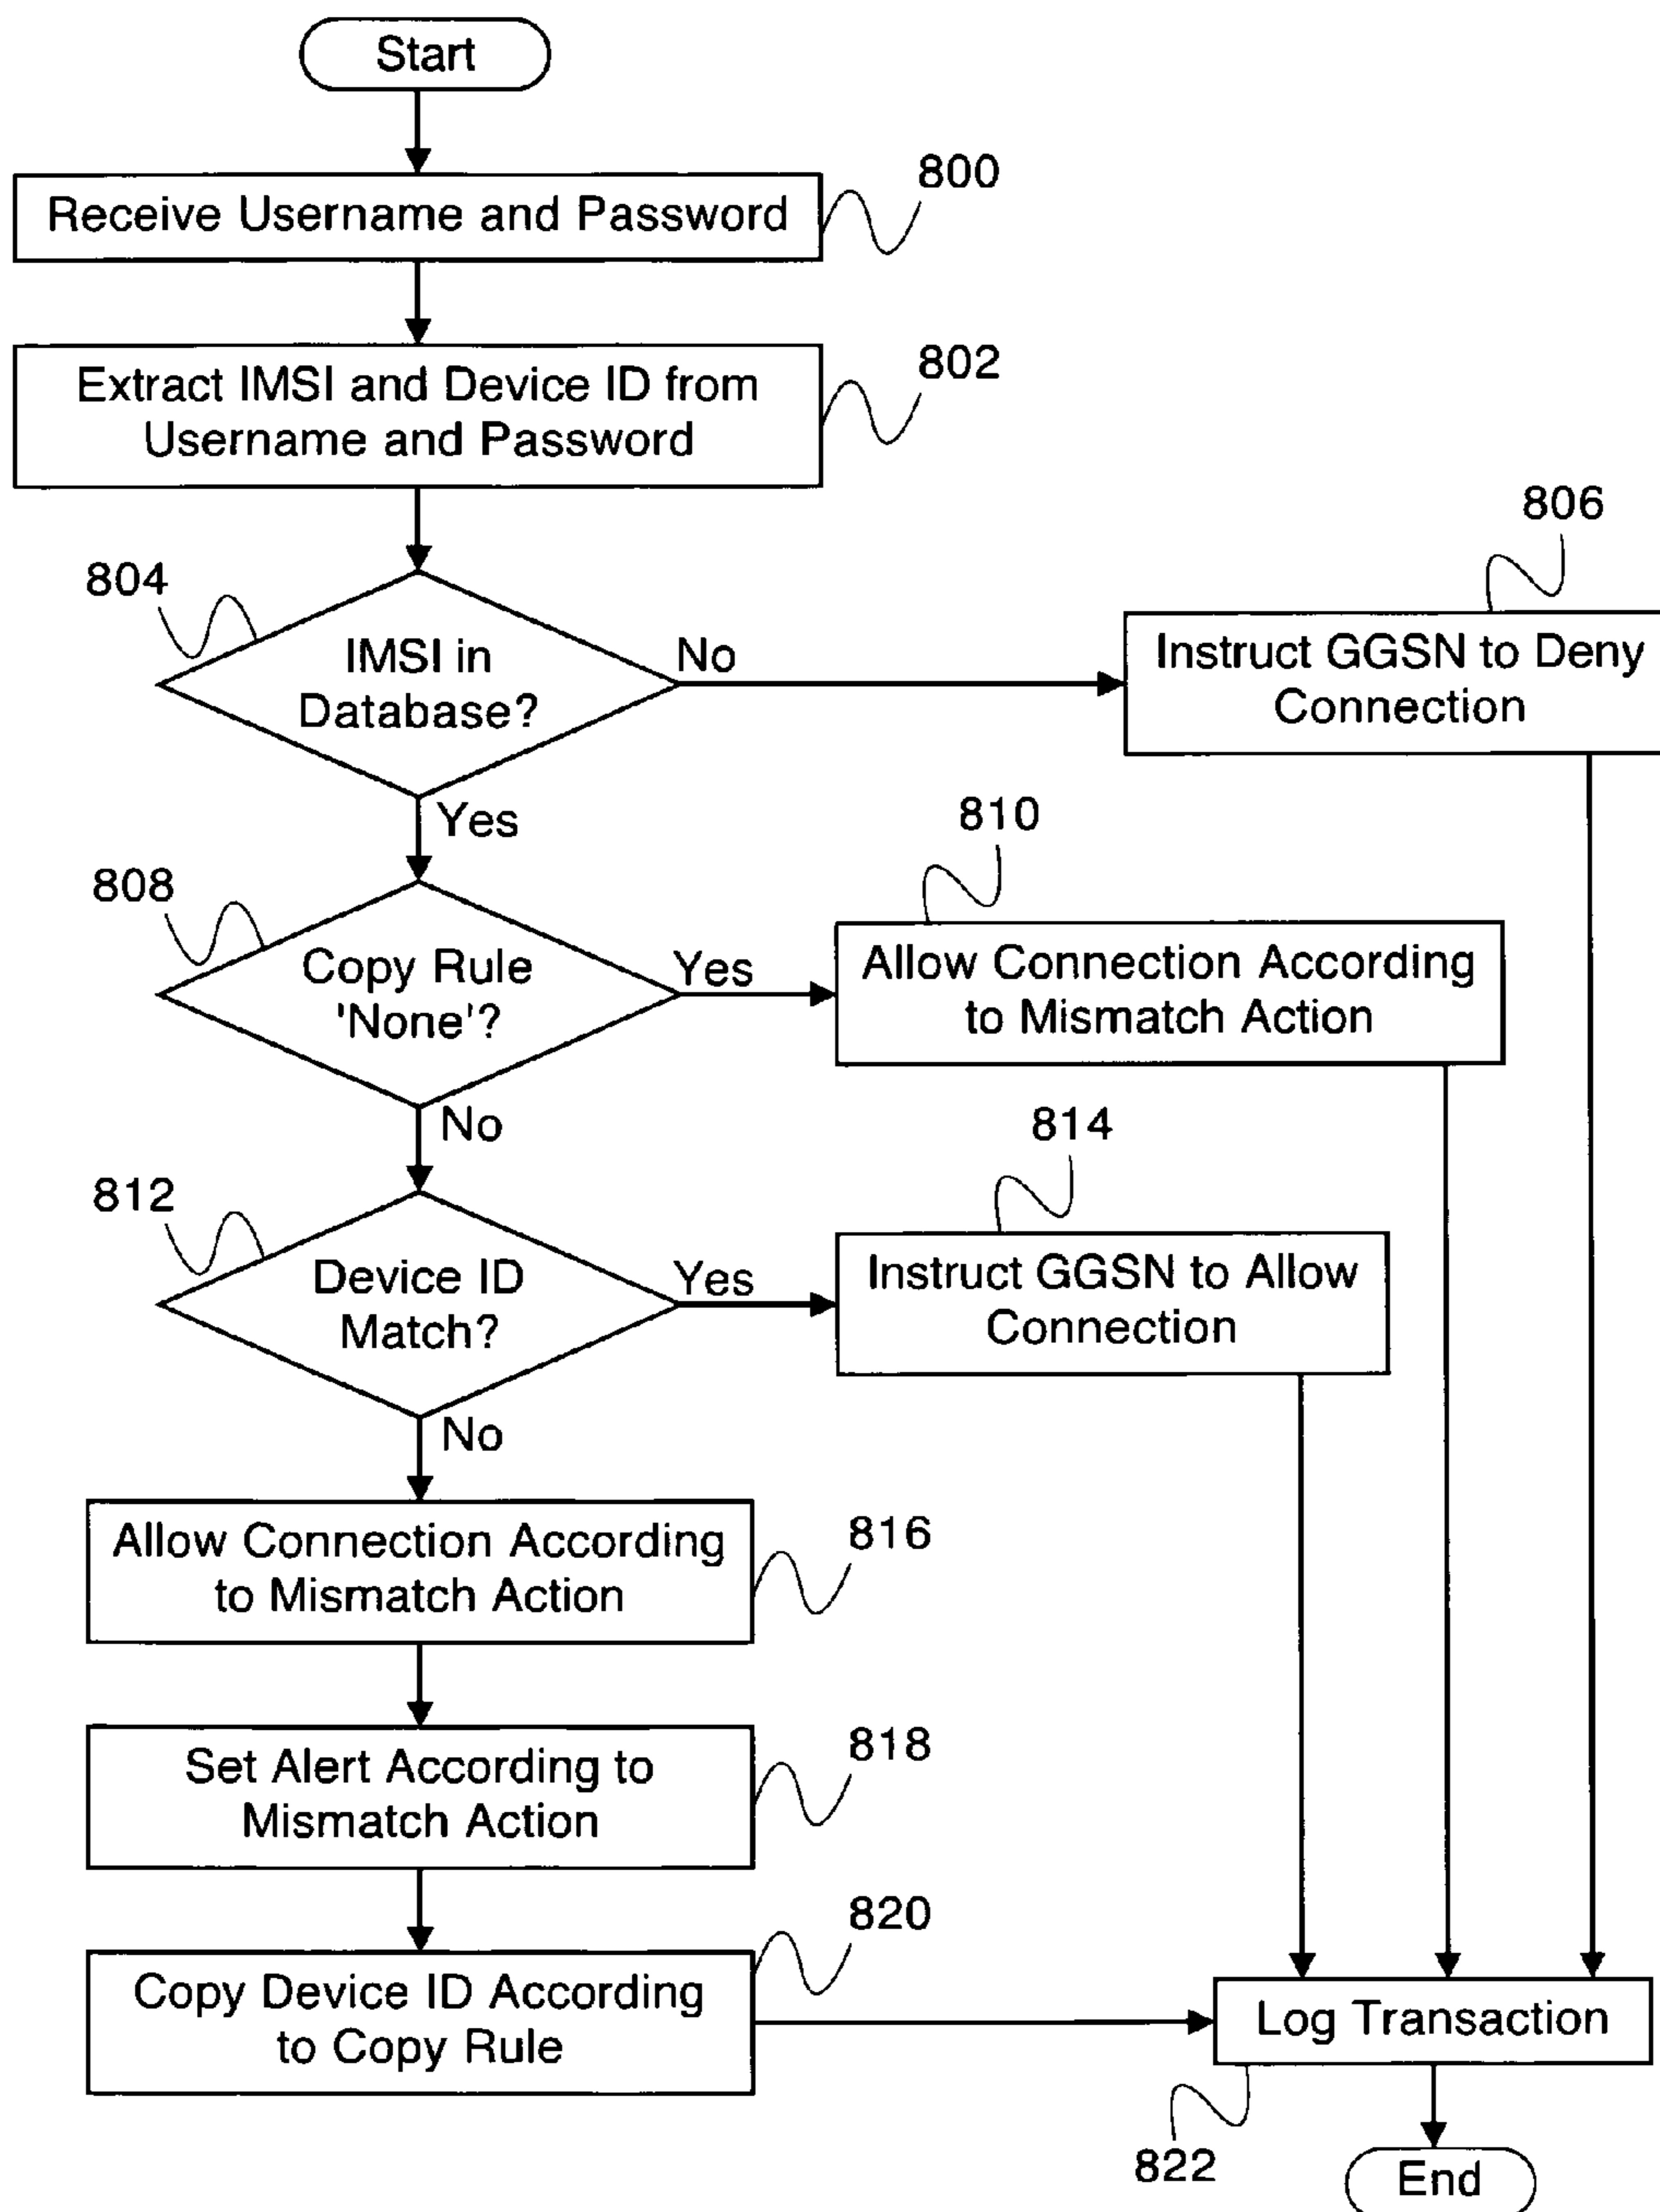 Start
800
Receive Username and Password
802
Extract IMSI and Device ID from
Username and Password
804
IMSI in
Database?
No
806
Instruct GGSN to Deny
Connection
Yes
808
Copy Rule
'None'?
Yes
810
Allow Connection According
to Mismatch Action
No
812
Device ID
Match?
Yes
814
Instruct GGSN to Allow
Connection
No
816
Allow Connection According
to Mismatch Action
818
Set Alert According to
Mismatch Action
820
Copy Device ID According
to Copy Rule
Log Transaction
822
End